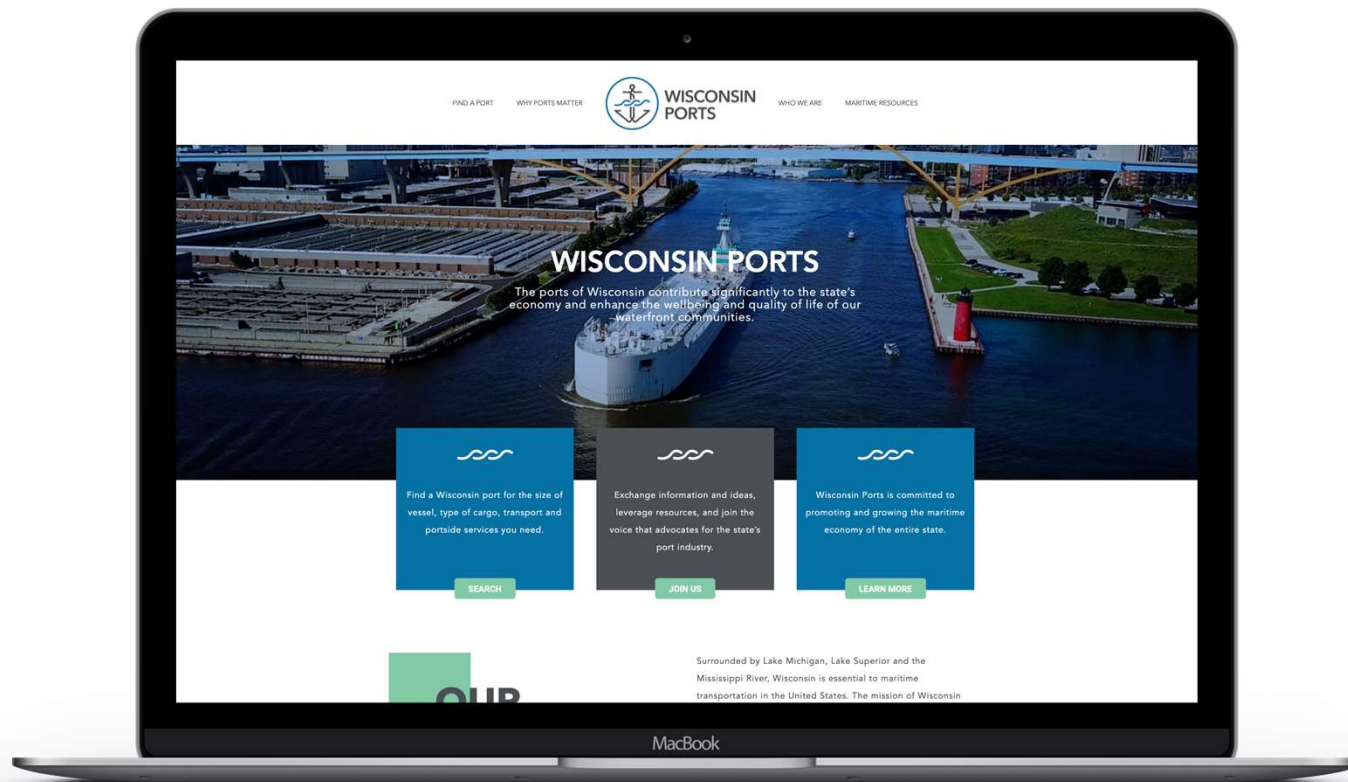 FIND A PORT
WHY PORTS MATTER
WISCONSIN
PORTS
WHO WE ARE
MARITIME RESOURCES
WISCONSIN PORTS
The ports of Wisconsin contribute significantly to the state's
economy and enhance the wellbeing and quality of life of our
waterfront communities.
Find a Wisconsin port for the size of
vessel, type of cargo, transport and
portside services you need.
SEARCH
Exchange information and ideas,
leverage resources, and join the
voice that advocates for the state's
port industry.
JOIN US
Wisconsin Ports is committed to
promoting and growing the maritime
economy of the entire state.
LEARN MORE
OUR
Surrounded by Lake Michigan, Lake Superior and the
Mississippi River, Wisconsin is essential to maritime
transportation in the United States. The mission of Wisconsin
MacBook